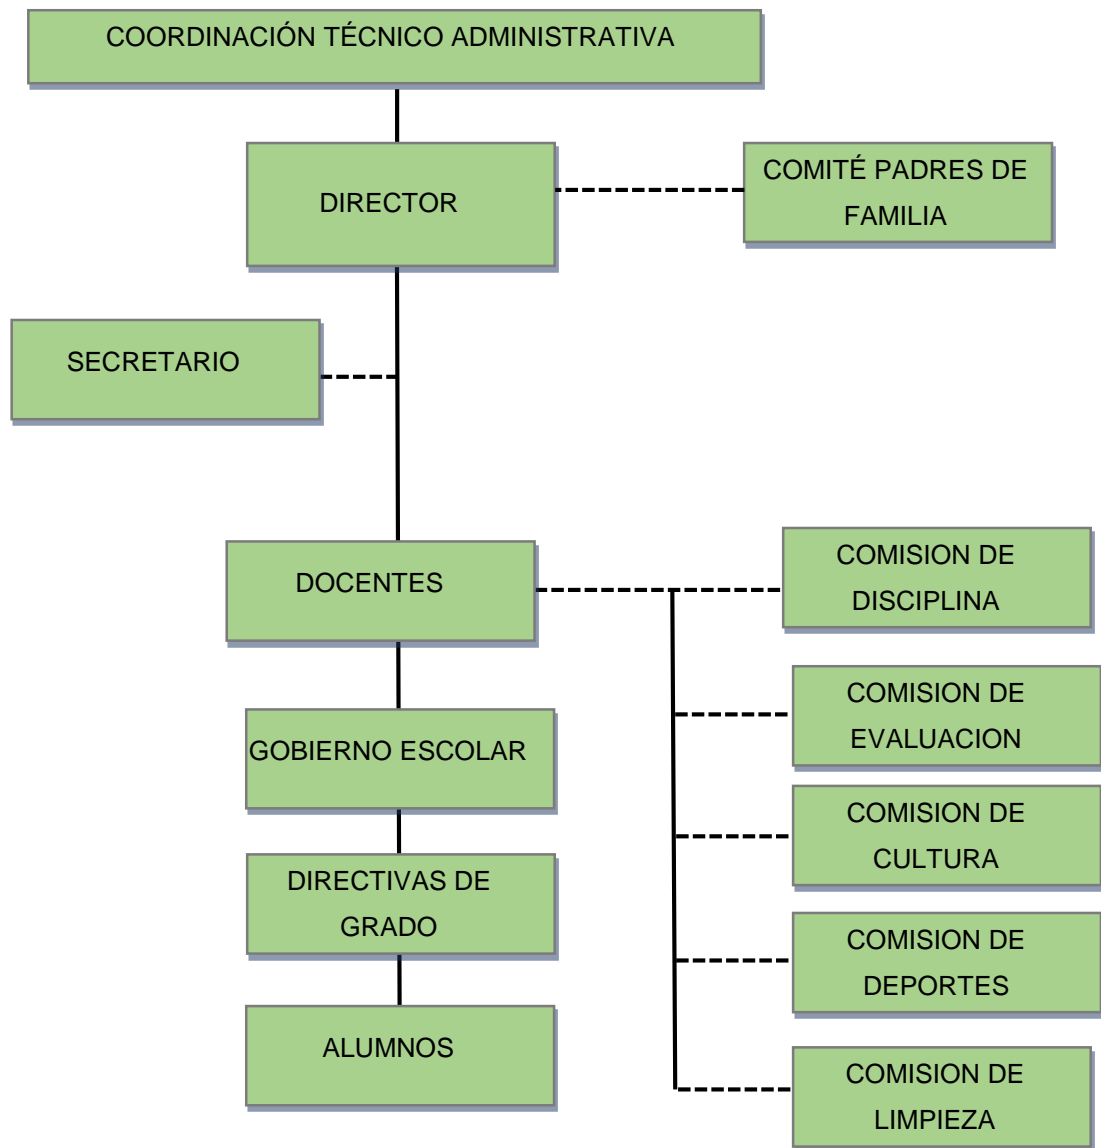 COORDINACIÓN TÉCNICO ADMINISTRATIVA
DIRECTOR
COMITÉ PADRES DE
FAMILIA
SECRETARIO
DOCENTES
COMISION DE
DISCIPLINA
GOBIERNO ESCOLAR
COMISION DE
EVALUACION
COMISION DE
CULTURA
DIRECTIVAS DE
GRADO
COMISION DE
DEPORTES
ALUMNOS
COMISION DE
LIMPIEZA